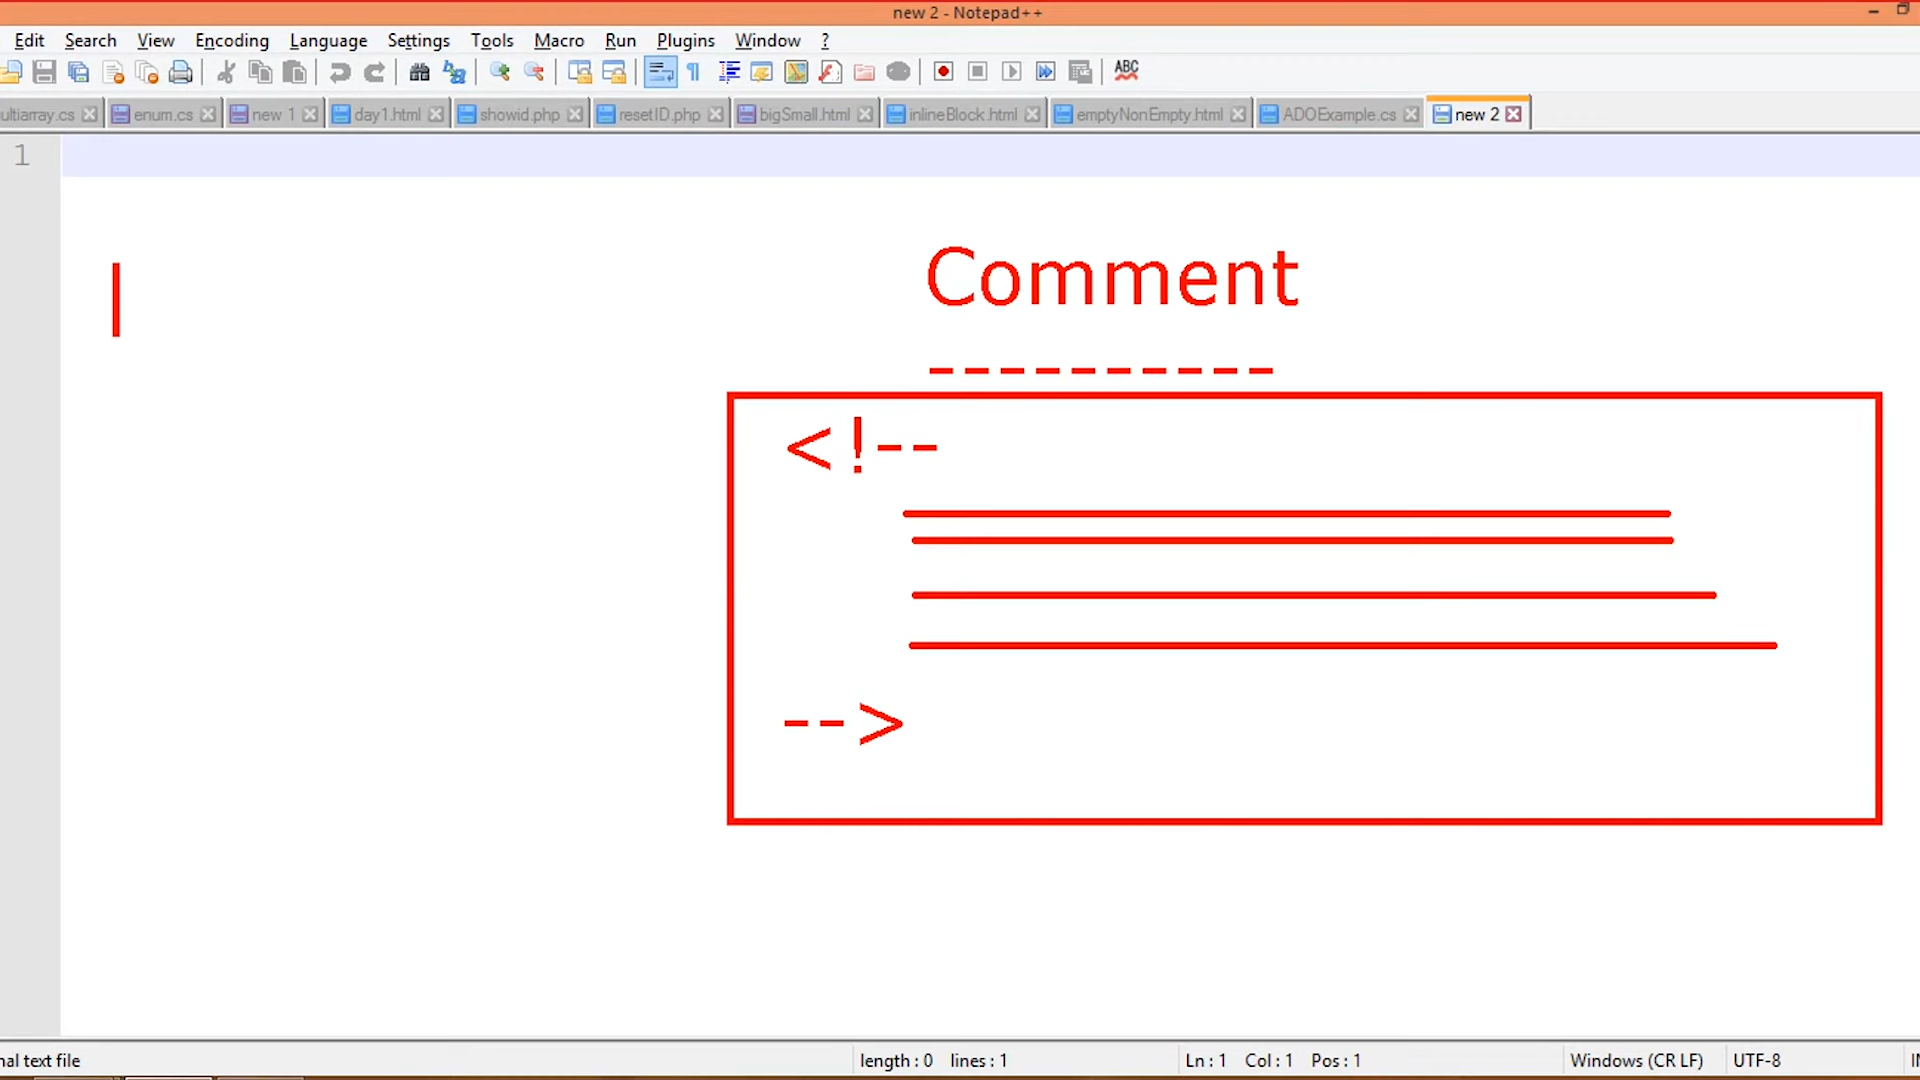 new 2 - Notepad++
Edit Search View Encoding Language Settings Tools Macro Run Plugins Window ?
ABC
ultiarray.cs enum.cs new 1 day1.html showid.php resetID.php bigSmall.html inlineBlock.html emptyNonEmpty.html ADOExample.cs new 2
1
Comment
-----------
<!--
-->
nal text file length : 0 lines : 1 Ln : 1 Col : 1 Pos : 1 Windows (CR LF) UTF-8